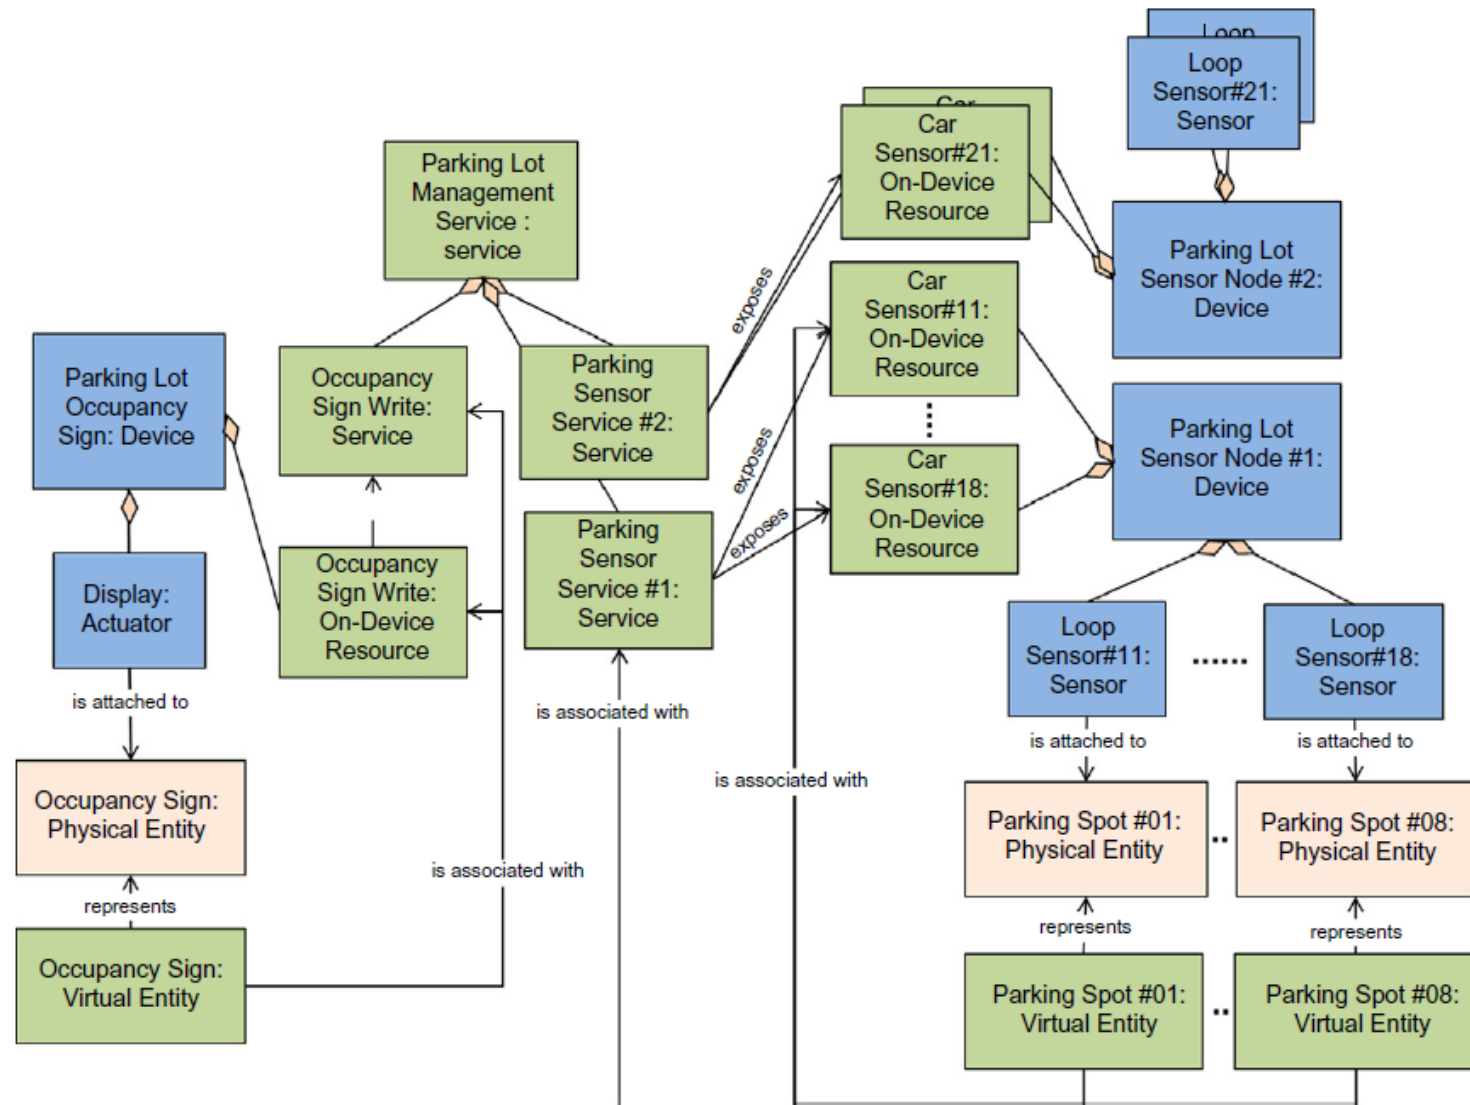 Loop
Loop
Sensor#21:
Sensor
Car
Car
Sensor#21:
On-Device
Resource
Parking Lot
Management
Service :
service
Parking Lot
Sensor Node #2:
Device
exposes
Car
Sensor#11:
On-Device
Resource
Parking Lot
Occupancy
Sign: Device
Occupancy
Sign Write:
Service
Parking
Sensor
Service #2:
Service
exposes
Car
Sensor#18:
On-Device
Resource
Parking Lot
Sensor Node #1:
Device
Parking
Sensor
Service #1:
Service
exposes
Display:
Actuator
Occupancy
Sign Write:
On-Device
Resource
Loop
Sensor#11:
Sensor
Loop
Sensor#18:
Sensor
is attached to
is associated with
is attached to
is attached to
is associated with
Occupancy Sign:
Physical Entity
Parking Spot #01:
Physical Entity
Parking Spot #08:
Physical Entity
is associated with
represents
represents
represents
Occupancy Sign:
Virtual Entity
Parking Spot #01:
Virtual Entity
Parking Spot #08:
Virtual Entity